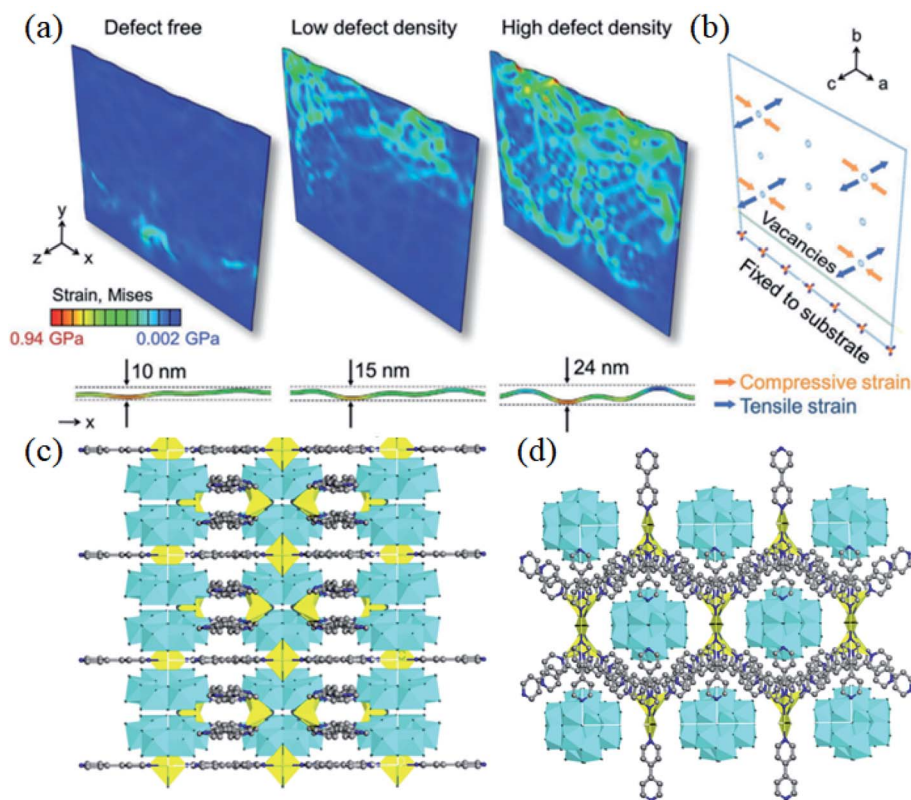 (a)
Defect free
Low defect density
High defect density
(b)
b
c
a
y
z
x
Vacancies
Fixed to substrate
Strain, Mises
0.94 GPa
0.002 GPa
10 nm
15 nm
24 nm
x
Compressive strain
Tensile strain
(c)
(d)